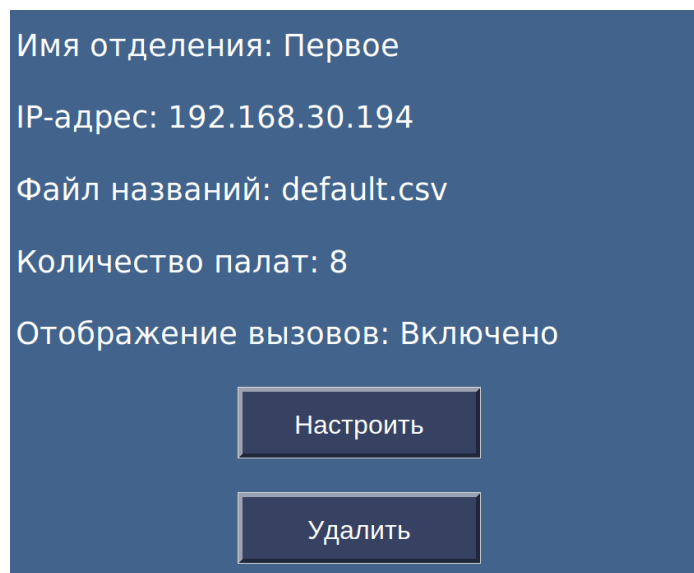 Имя отделения: Первое
IP-адрес: 192.168.30.194
Файл названий: default.csv
Количество палат: 8
Отображение вызовов: Включено
Настроить
Удалить